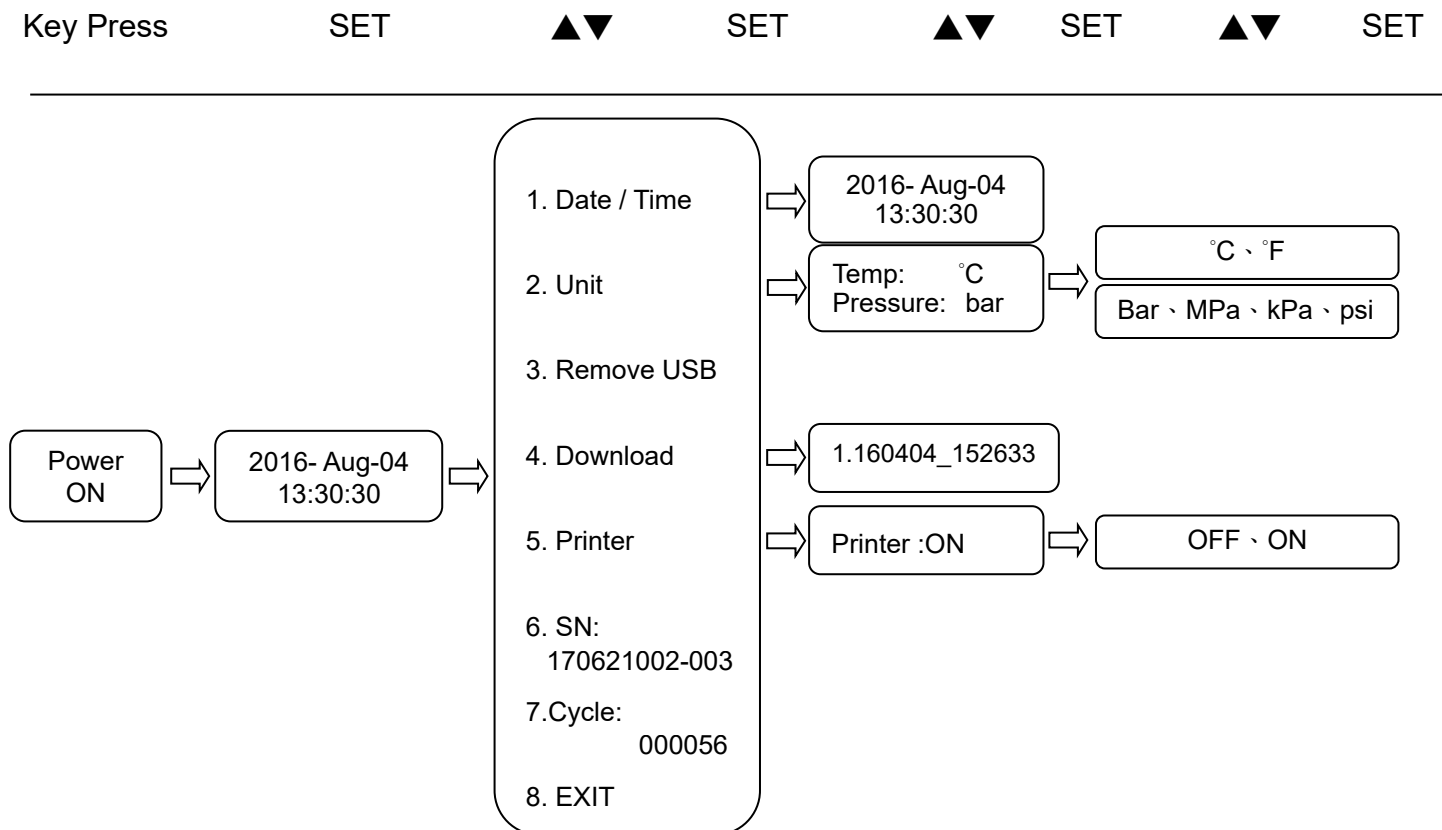 Key Press SET ▲▼ SET ▲▼ SET ▲▼ SET
Power
ON
2016- Aug-04
13:30:30
1. Date / Time
2. Unit
3. Remove USB
4. Download
5. Printer
6. SN:
170621002-003
7.Cycle:
000056
8. EXIT
2016- Aug-04
13:30:30
Temp: °C
Pressure: bar
°C、°F
Bar、MPa、kPa、psi
1.160404_152633
Printer :ON
OFF、ON